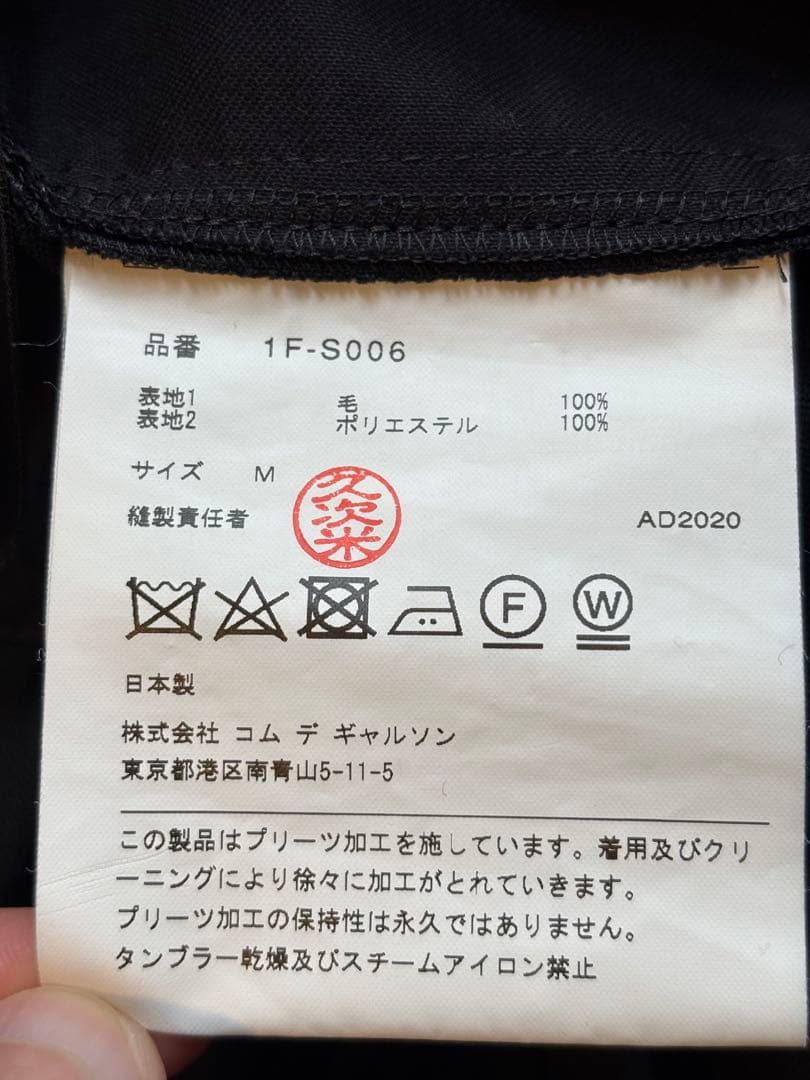 品番 1F-S006
表地1 毛 100%
表地2 ポリエステル 100%
サイズ M
縫製責任者 久次米 AD2020
F W
日本製
株式会社 コム デ ギャルソン
東京都港区南青山5-11-5
この製品はプリーツ加工を施しています。着用及びクリ
ーニングにより徐々に加工がとれていきます。
プリーツ加工の保持性は永久ではありません。
タンブラー乾燥及びスチームアイロン禁止